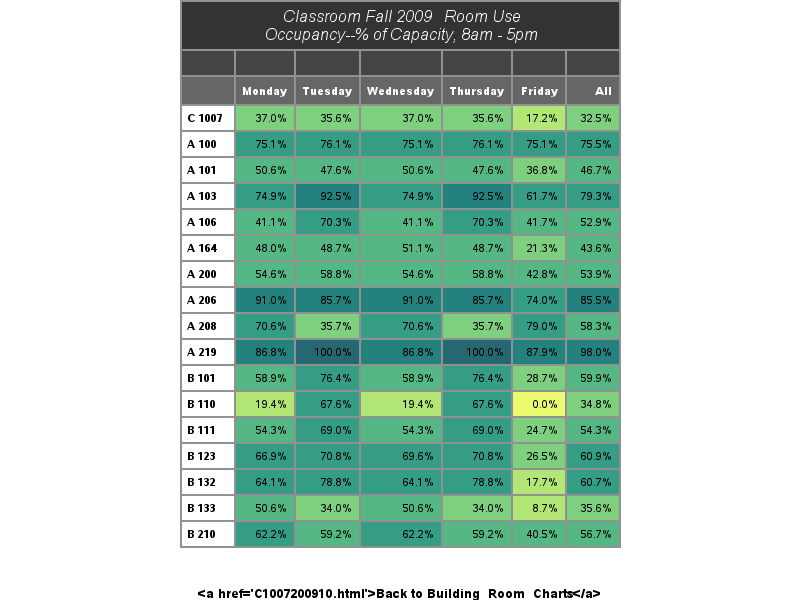 Classroom Fall 2009 Room Use
Occupancy--% of Capacity, 8am - 5pm
Monday Tuesday Wednesday Thursday Friday All
C 1007 37.0% 35.6% 37.0% 35.6% 17.2% 32.5%
A 100 75.1% 76.1% 75.1% 76.1% 75.1% 75.5%
A 101 50.6% 47.6% 50.6% 47.6% 36.8% 46.7%
A 103 74.9% 92.5% 74.9% 92.5% 61.7% 79.3%
A 106 41.1% 70.3% 41.1% 70.3% 41.7% 52.9%
A 164 48.0% 48.7% 51.1% 48.7% 21.3% 43.6%
A 200 54.6% 58.8% 54.6% 58.8% 42.8% 53.9%
A 206 91.0% 85.7% 91.0% 85.7% 74.0% 85.5%
A 208 70.6% 35.7% 70.6% 35.7% 79.0% 58.3%
A 219 86.8% 100.0% 86.8% 100.0% 87.9% 98.0%
B 101 58.9% 76.4% 58.9% 76.4% 28.7% 59.9%
B 110 19.4% 67.6% 19.4% 67.6% 0.0% 34.8%
B 111 54.3% 69.0% 54.3% 69.0% 24.7% 54.3%
B 123 66.9% 70.8% 69.6% 70.8% 26.5% 60.9%
B 132 64.1% 78.8% 64.1% 78.8% 17.7% 60.7%
B 133 50.6% 34.0% 50.6% 34.0% 8.7% 35.6%
B 210 62.2% 59.2% 62.2% 59.2% 40.5% 56.7%
<a href='C1007200910.html'>Back to Building Room Charts</a>